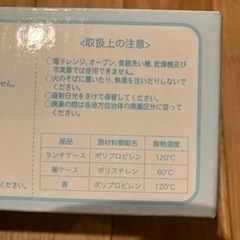 <取扱上の注意>
○電子レンジ、オーブン、食器洗い機、乾燥機及び
冷凍庫では使用できません。
○火のそばに置いたり、熱湯を注いだりしないで
ください。
○直射日光をさけて保管してください。
○廃棄の際は各地方自治体の廃棄区分に従って
ください。
部品 原材料樹脂名 耐熱温度
ランチケース ポリプロピレン 120℃
箸ケース ポリスチレン 80℃
箸 ポリプロピレン 120℃
ください。